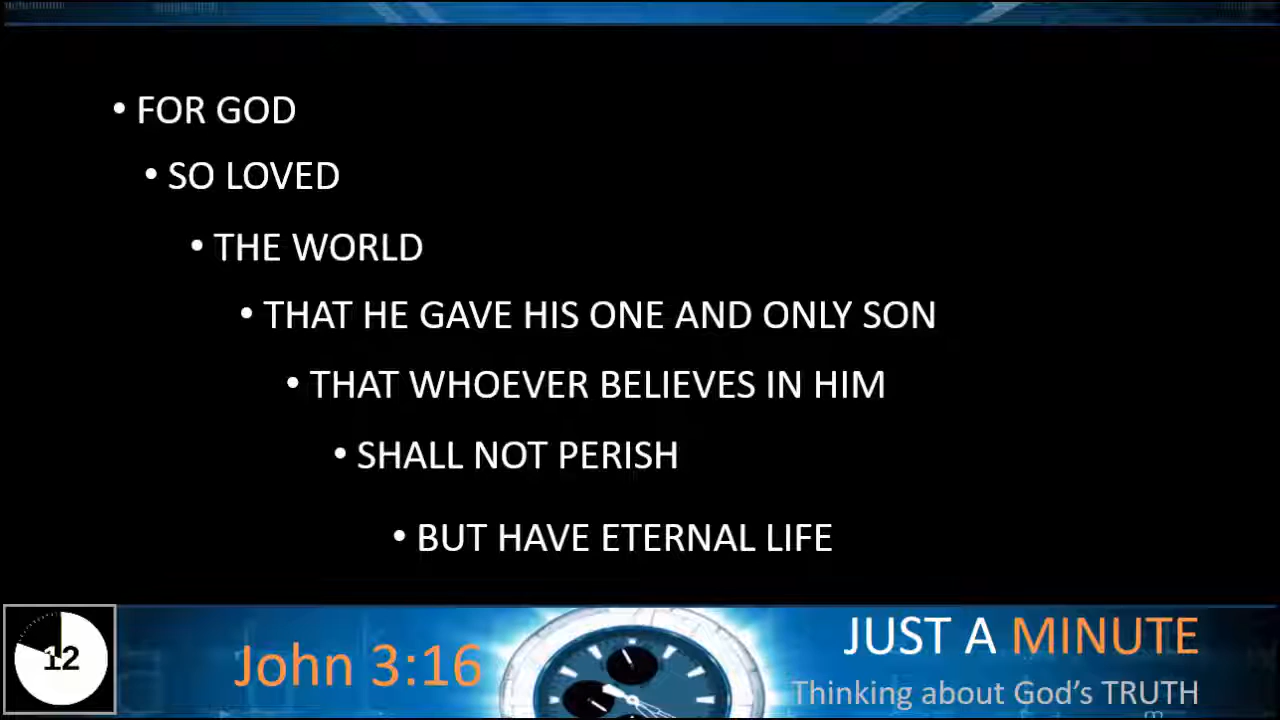 • FOR GOD
• SO LOVED
• THE WORLD
• THAT HE GAVE HIS ONE AND ONLY SON
• THAT WHOEVER BELIEVES IN HIM
• SHALL NOT PERISH
• BUT HAVE ETERNAL LIFE
12
John 3:16
JUST A MINUTE
Thinking about God's TRUTH